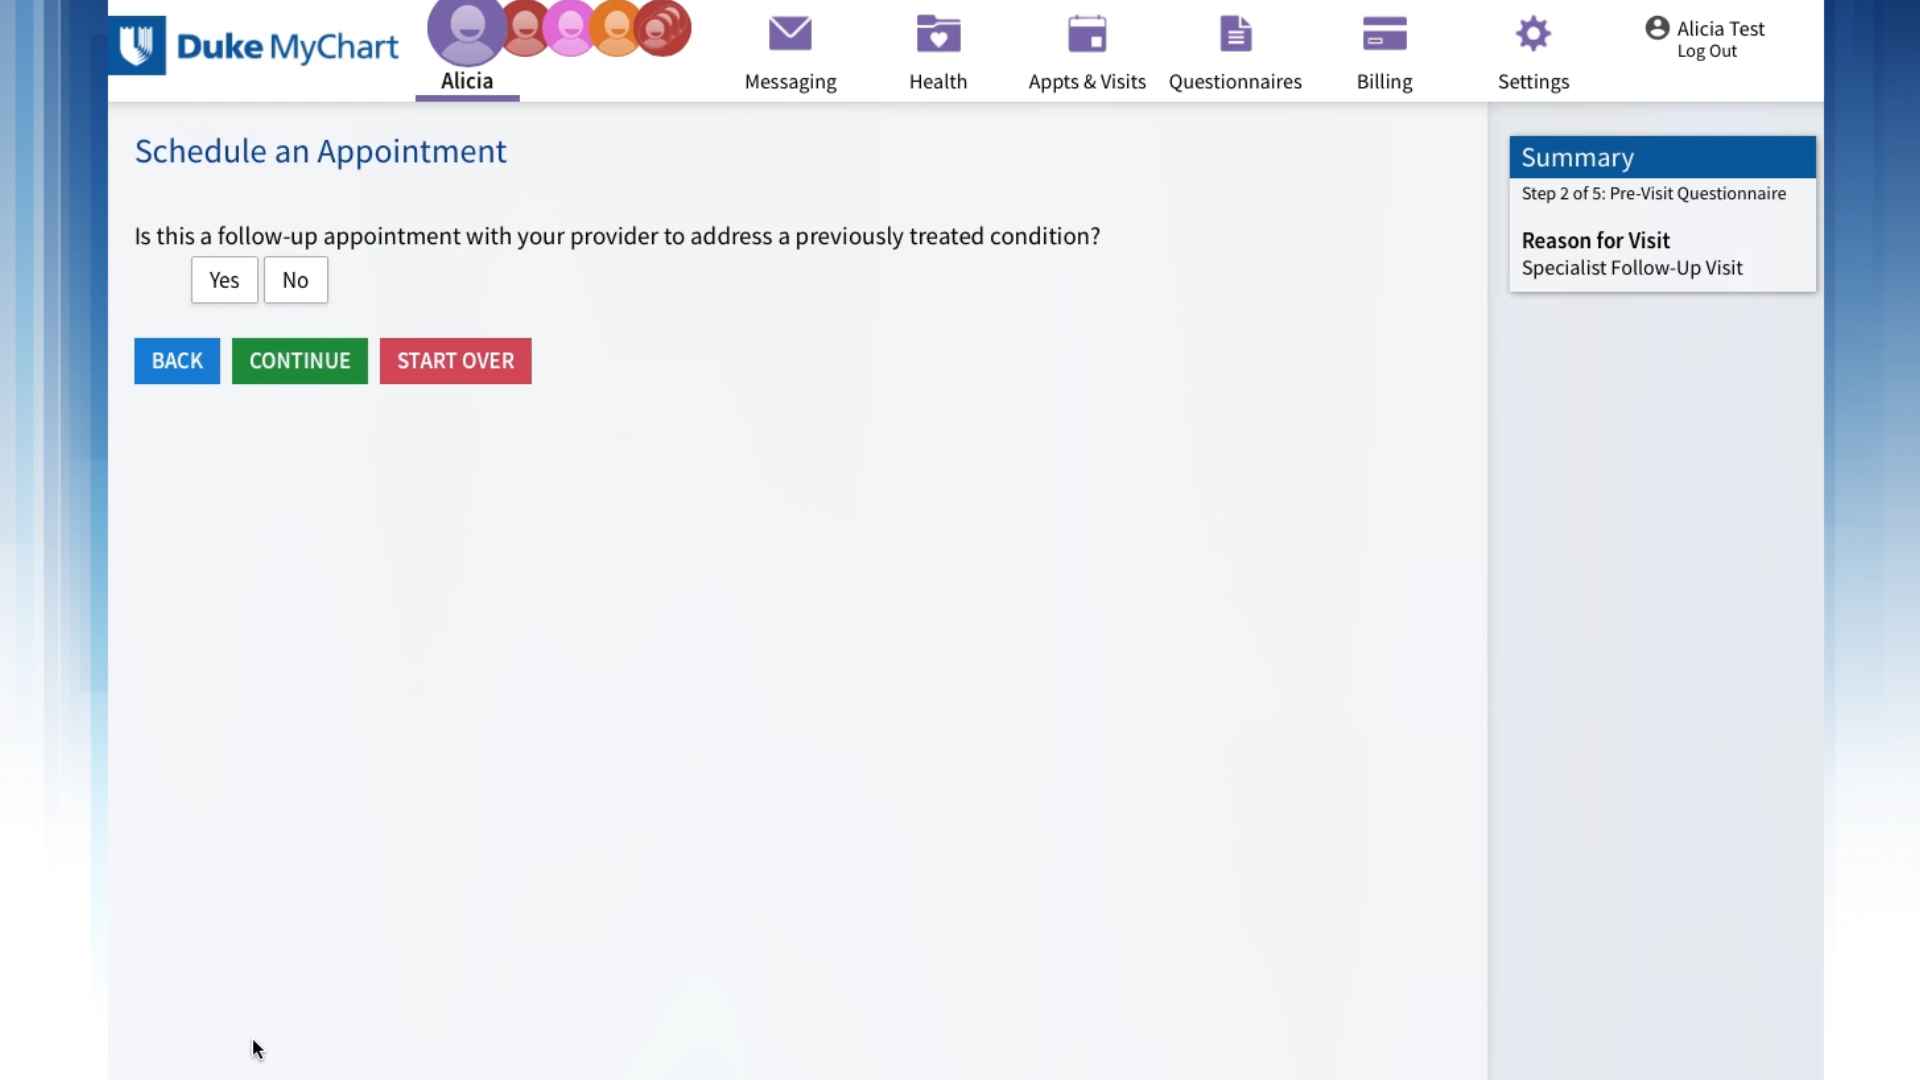 Duke MyChart
Alicia
Messaging
Health
Appts & Visits
Questionnaires
Billing
Settings
Alicia Test
Log Out
Schedule an Appointment
Is this a follow-up appointment with your provider to address a previously treated condition?
Yes No
BACK CONTINUE START OVER
Summary
Step 2 of 5: Pre-Visit Questionnaire
Reason for Visit
Specialist Follow-Up Visit